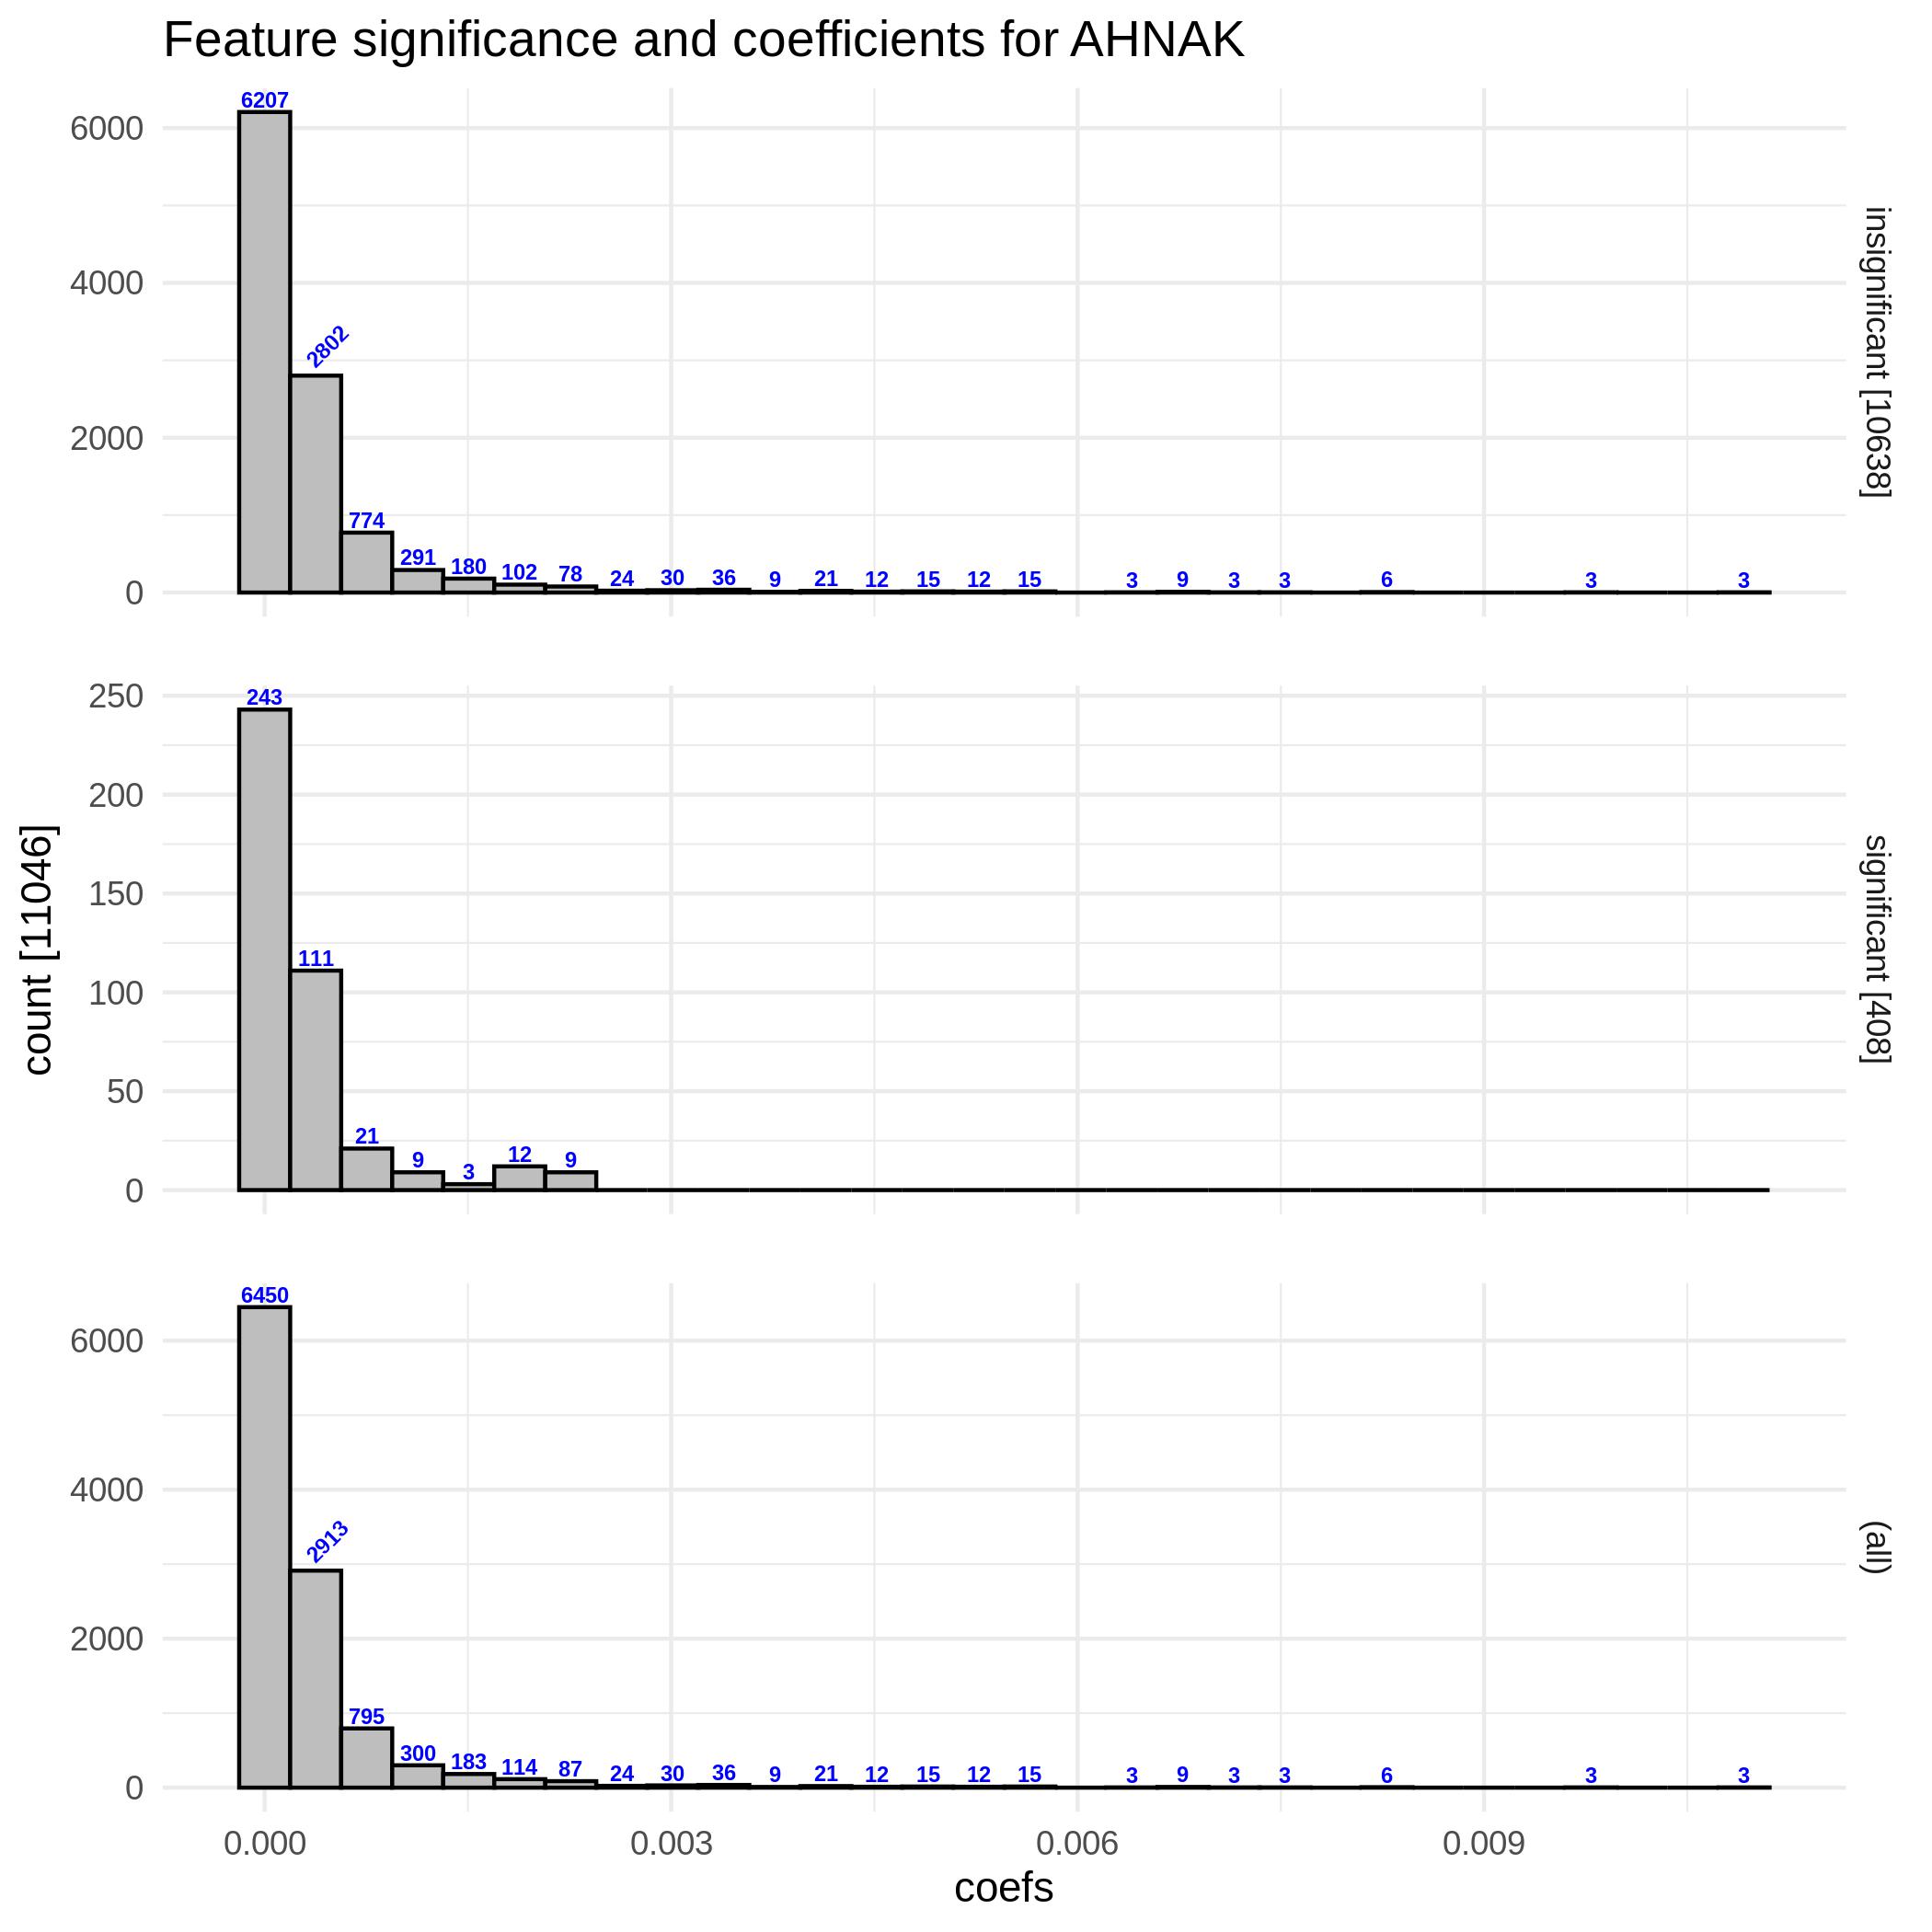 Feature significance and coefficients for AHNAK
6207
6000
4000
2802
2000
774
291 180 102 78 24 30 36 9 21 12 15 12 15 3 9 3 3 6 3 3
0
insignificant [10638]
count [11046]
250
243
200
150
111
100
50
21
9 3 12 9
0
significant [408]
6450
6000
4000
2913
2000
795
300 183 114 87 24 30 36 9 21 12 15 12 15 3 9 3 3 6 3 3
0
(all)
0.000 0.003 0.006 0.009
coefs